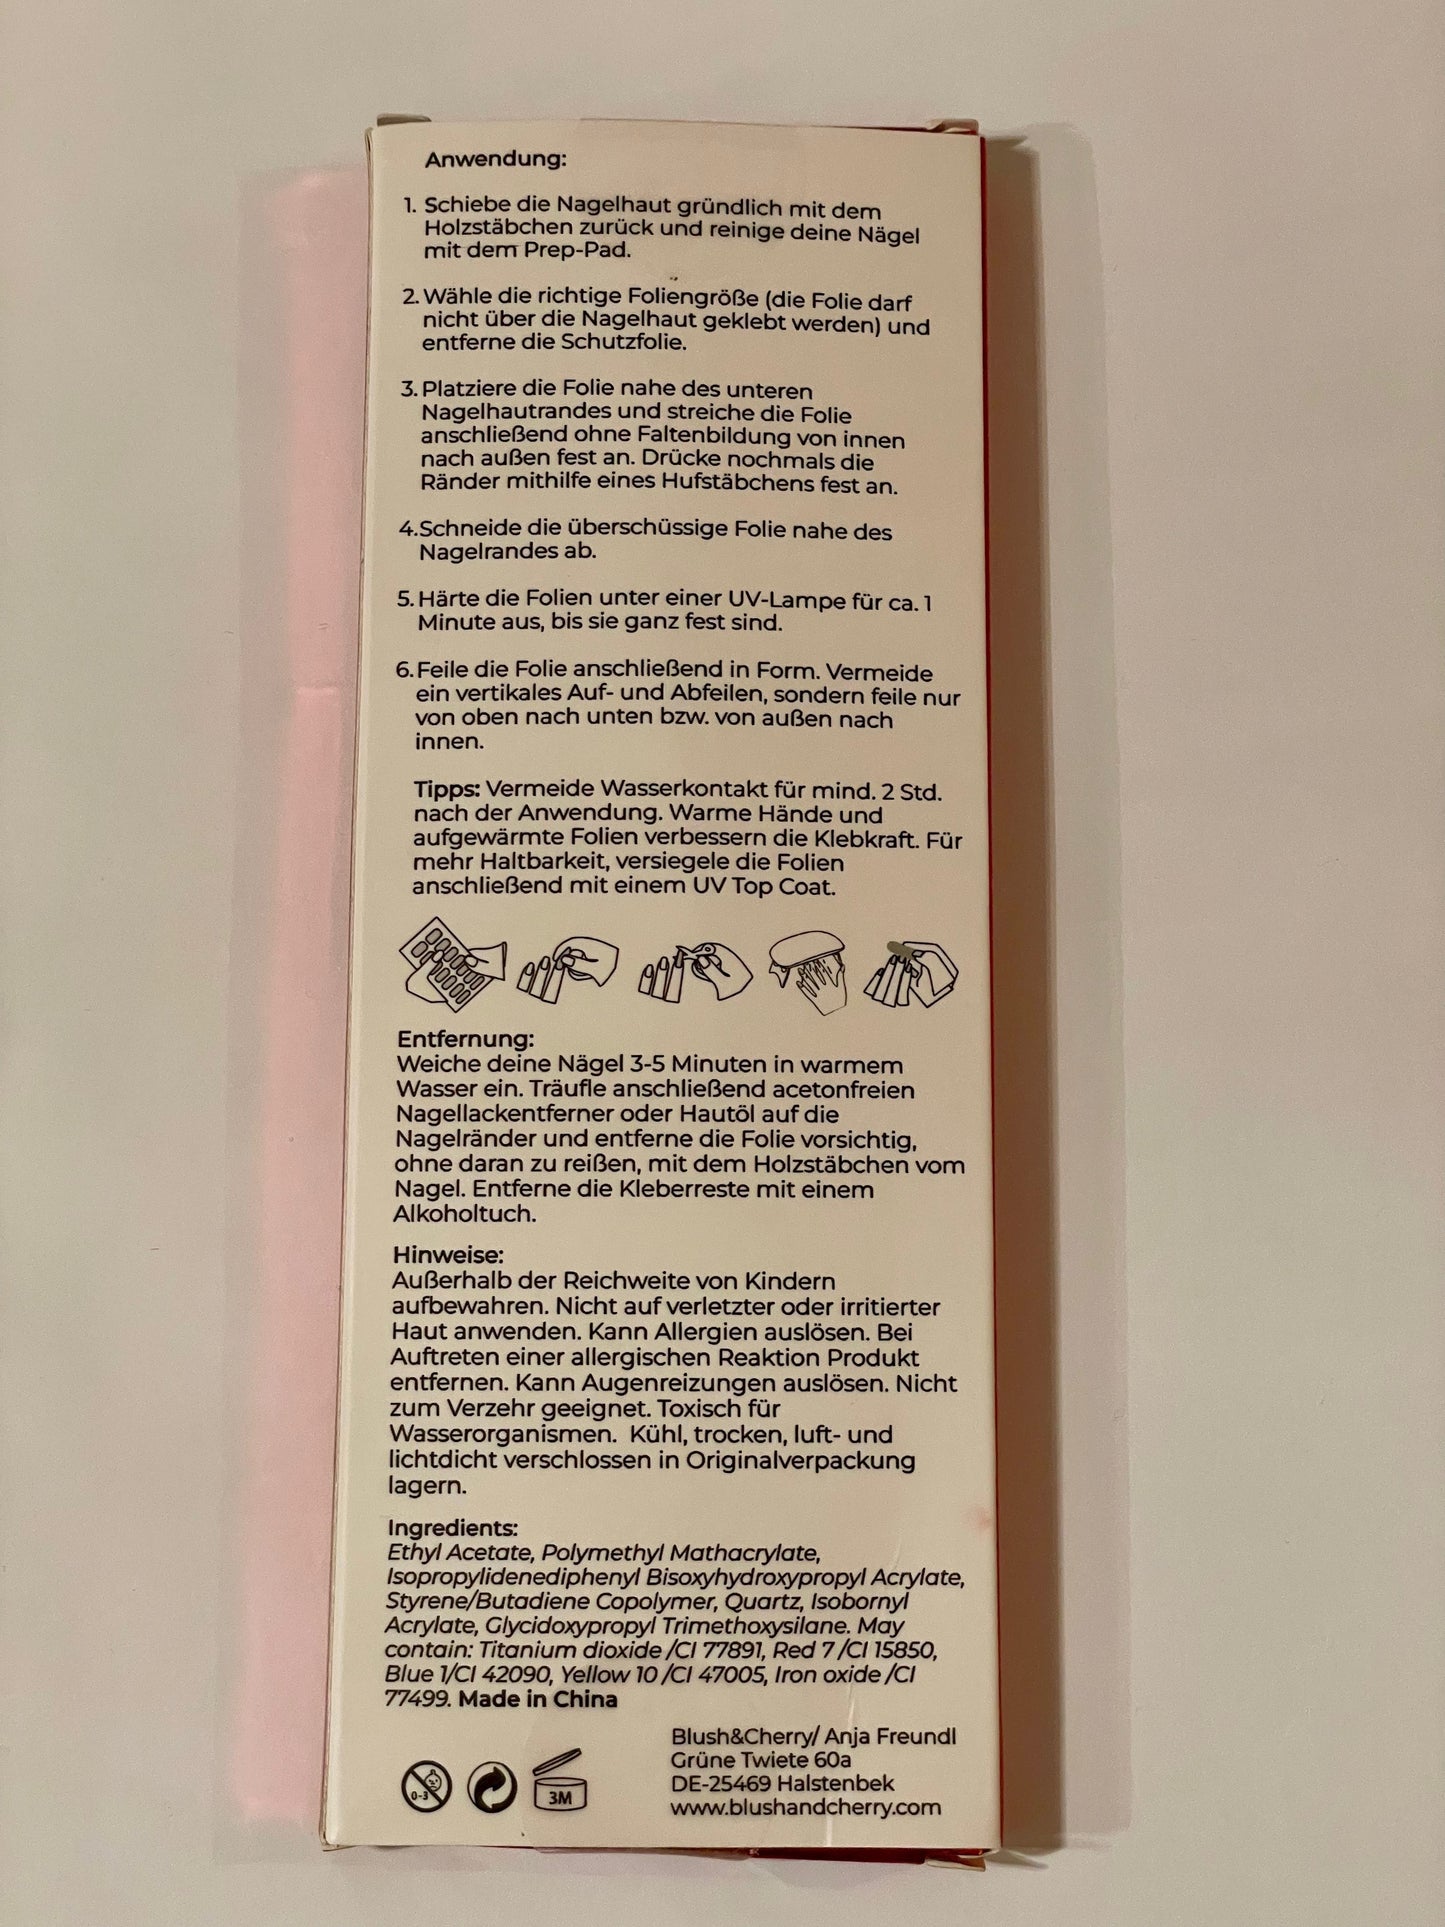 Anwendung:
1. Schiebe die Nagelhaut gründlich mit dem
Holzstäbchen zurück und reinige deine Nägel
mit dem Prep-Pad.
2. Wähle die richtige Foliengröße (die Folie darf
nicht über die Nagelhaut geklebt werden) und
entferne die Schutzfolie.
3. Platziere die Folie nahe des unteren
Nagelhautrandes und streiche die Folie
anschließend ohne Faltenbildung von innen
nach außen fest an. Drücke nochmals die
Ränder mithilfe eines Hufstäbchens fest an.
4. Schneide die überschüssige Folie nahe des
Nagelrandes ab.
5. Härte die Folien unter einer UV-Lampe für ca. 1
Minute aus, bis sie ganz fest sind.
6. Feile die Folie anschließend in Form. Vermeide
ein vertikales Auf- und Abfeilen, sondern feile nur
von oben nach unten bzw. von außen nach
innen.
Tipps: Vermeide Wasserkontakt für mind. 2 Std.
nach der Anwendung. Warme Hände und
aufgewärmte Folien verbessern die Klebkraft. Für
mehr Haltbarkeit, versiegele die Folien
anschließend mit einem UV Top Coat.
Entfernung:
Weiche deine Nägel 3-5 Minuten in warmem
Wasser ein. Träufle anschließend acetonfreien
Nagellackentferner oder Hautöl auf die
Nagelränder und entferne die Folie vorsichtig,
ohne daran zu reißen, mit dem Holzstäbchen vom
Nagel. Entferne die Kleberreste mit einem
Alkoholtuch.
Hinweise:
Außerhalb der Reichweite von Kindern
aufbewahren. Nicht auf verletzter oder irritierter
Haut anwenden. Kann Allergien auslösen. Bei
Auftreten einer allergischen Reaktion Produkt
entfernen. Kann Augenreizungen auslösen. Nicht
zum Verzehr geeignet. Toxisch für
Wasserorganismen. Kühl, trocken, luft- und
lichtdicht verschlossen in Originalverpackung
lagern.
Ingredients:
Ethyl Acetate, Polymethyl Mathacrylate,
Isopropylidenediphenyl Bisoxyhydroxypropyl Acrylate,
Styrene/Butadiene Copolymer, Quartz, Isobornyl
Acrylate, Glycidoxypropyl Trimethoxysilane. May
contain: Titanium dioxide /CI 77891, Red 7 /CI 15850,
Blue 1/CI 42090, Yellow 10 /CI 47005, Iron oxide /CI
77499. Made in China
Blush&Cherry/ Anja Freundl
Grüne Twiete 60a
DE-25469 Halstenbek
www.blushandcherry.com
0-3
3M